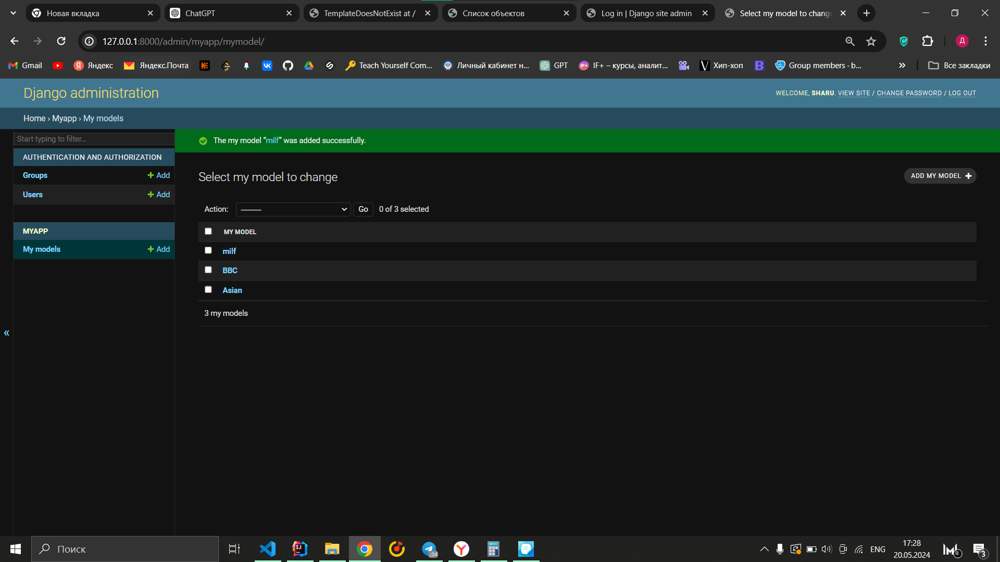 Новая вкладка
ChatGPT
TemplateDoesNotExist at /
Список объектов
Log in | Django site admin
Select my model to chang
127.0.0.1:8000/admin/myapp/mymodel/
Д
Gmail
Яндекс
Яндекс.Почта
Teach Yourself Com...
Личный кабинет н...
GPT
IF+ – курсы, аналит...
Хип-хоп
Group members · b...
Все закладки
Django administration
WELCOME, SHARU. VIEW SITE / CHANGE PASSWORD / LOG OUT
Home › Myapp › My models
Start typing to filter...
The my model “milf” was added successfully.
AUTHENTICATION AND AUTHORIZATION
Groups
Add
Users
Add
MYAPP
My models
Add
Select my model to change
ADD MY MODEL
Action:
---------
Go
0 of 3 selected
MY MODEL
milf
BBC
Asian
3 my models
«
Поиск
ENG
17:28
20.05.2024
3